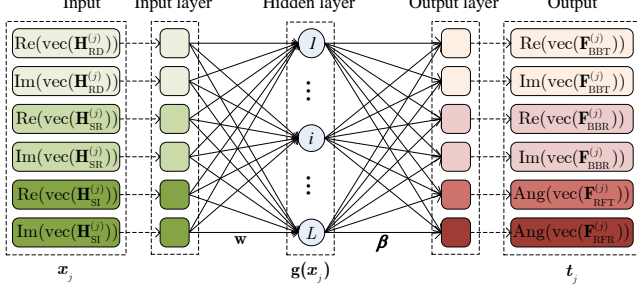 Input Input layer Hidden layer Output layer Output
Re(vec(H_RD^(j))) 1 Re(vec(F_BBT^(j)))
Im(vec(H_RD^(j))) Im(vec(F_BBT^(j)))
⋮
Re(vec(H_SR^(j))) Re(vec(F_BBR^(j)))
i
Im(vec(H_SR^(j))) Im(vec(F_BBR^(j)))
⋮
Re(vec(H_SI^(j))) Ang(vec(F_RFT^(j)))
Im(vec(H_SI^(j))) L Ang(vec(F_RFR^(j)))
w β
x_j g(x_j) t_j